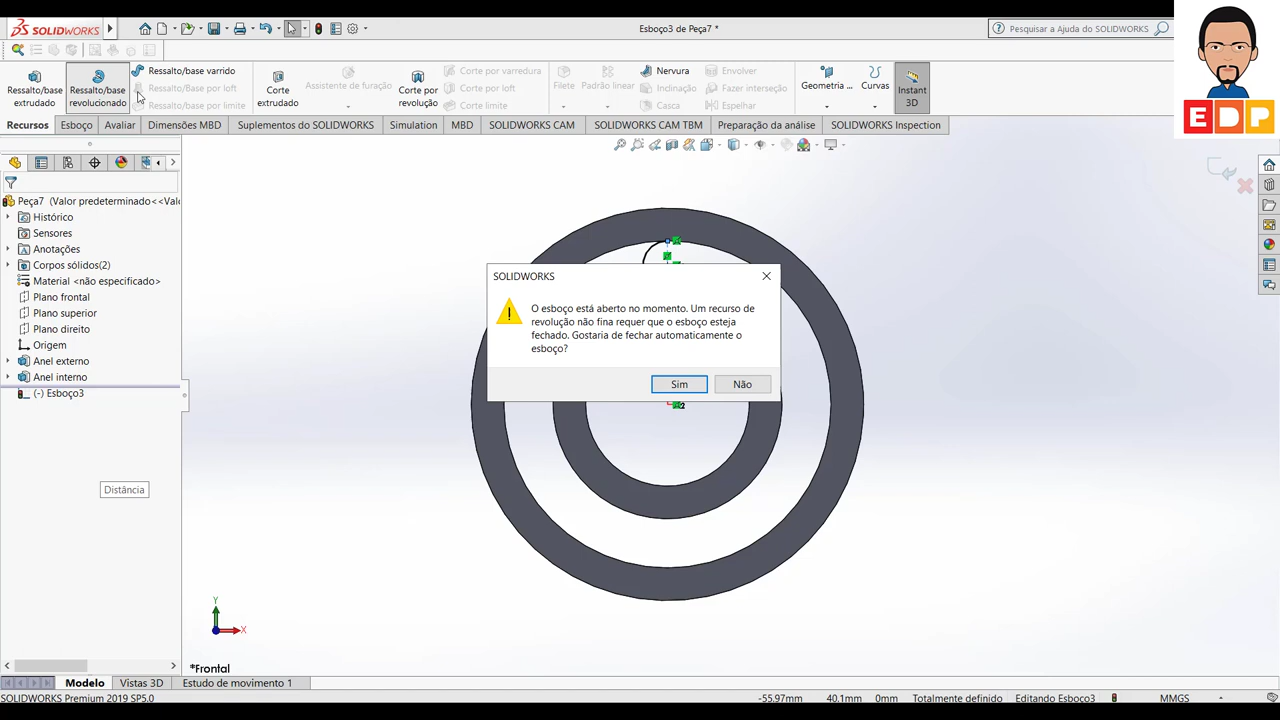 SOLIDWORKS
Esboço3 de Peça7 *
Pesquisar a Ajuda do SOLIDWORKS
Ressalto/base extrudado
Ressalto/base revolucionado
Ressalto/base varrido
Ressalto/Base por loft
Ressalto/base por limite
Corte extrudado
Assistente de furação
Corte por revolução
Corte por varredura
Corte por loft
Corte limite
Filete
Padrão linear
Nervura
Inclinação
Casca
Envolver
Fazer interseção
Espelhar
Geometria ...
Curvas
Instant 3D
EDP
Recursos
Esboço
Avaliar
Dimensões MBD
Suplementos do SOLIDWORKS
Simulation
MBD
SOLIDWORKS CAM TBM
Preparação da análise
SOLIDWORKS Inspection
Peça7 (Valor predeterminado<<Valo
Histórico
Sensores
Anotações
Corpos sólidos(2)
Material <não especificado>
Plano frontal
Plano superior
Plano direito
Origem
Anel externo
Anel interno
(-) Esboço3
Distância
SOLIDWORKS
O esboço está aberto no momento. Um recurso de
revolução não fina requer que o esboço esteja
fechado. Gostaria de fechar automaticamente o
esboço?
Sim
Não
2
Y
X
*Frontal
Modelo
Vistas 3D
Estudo de movimento 1
SOLIDWORKS Premium 2019 SP5.0
-55.97mm
40.1mm
0mm
Totalmente definido
Editando Esboço3
MMGS